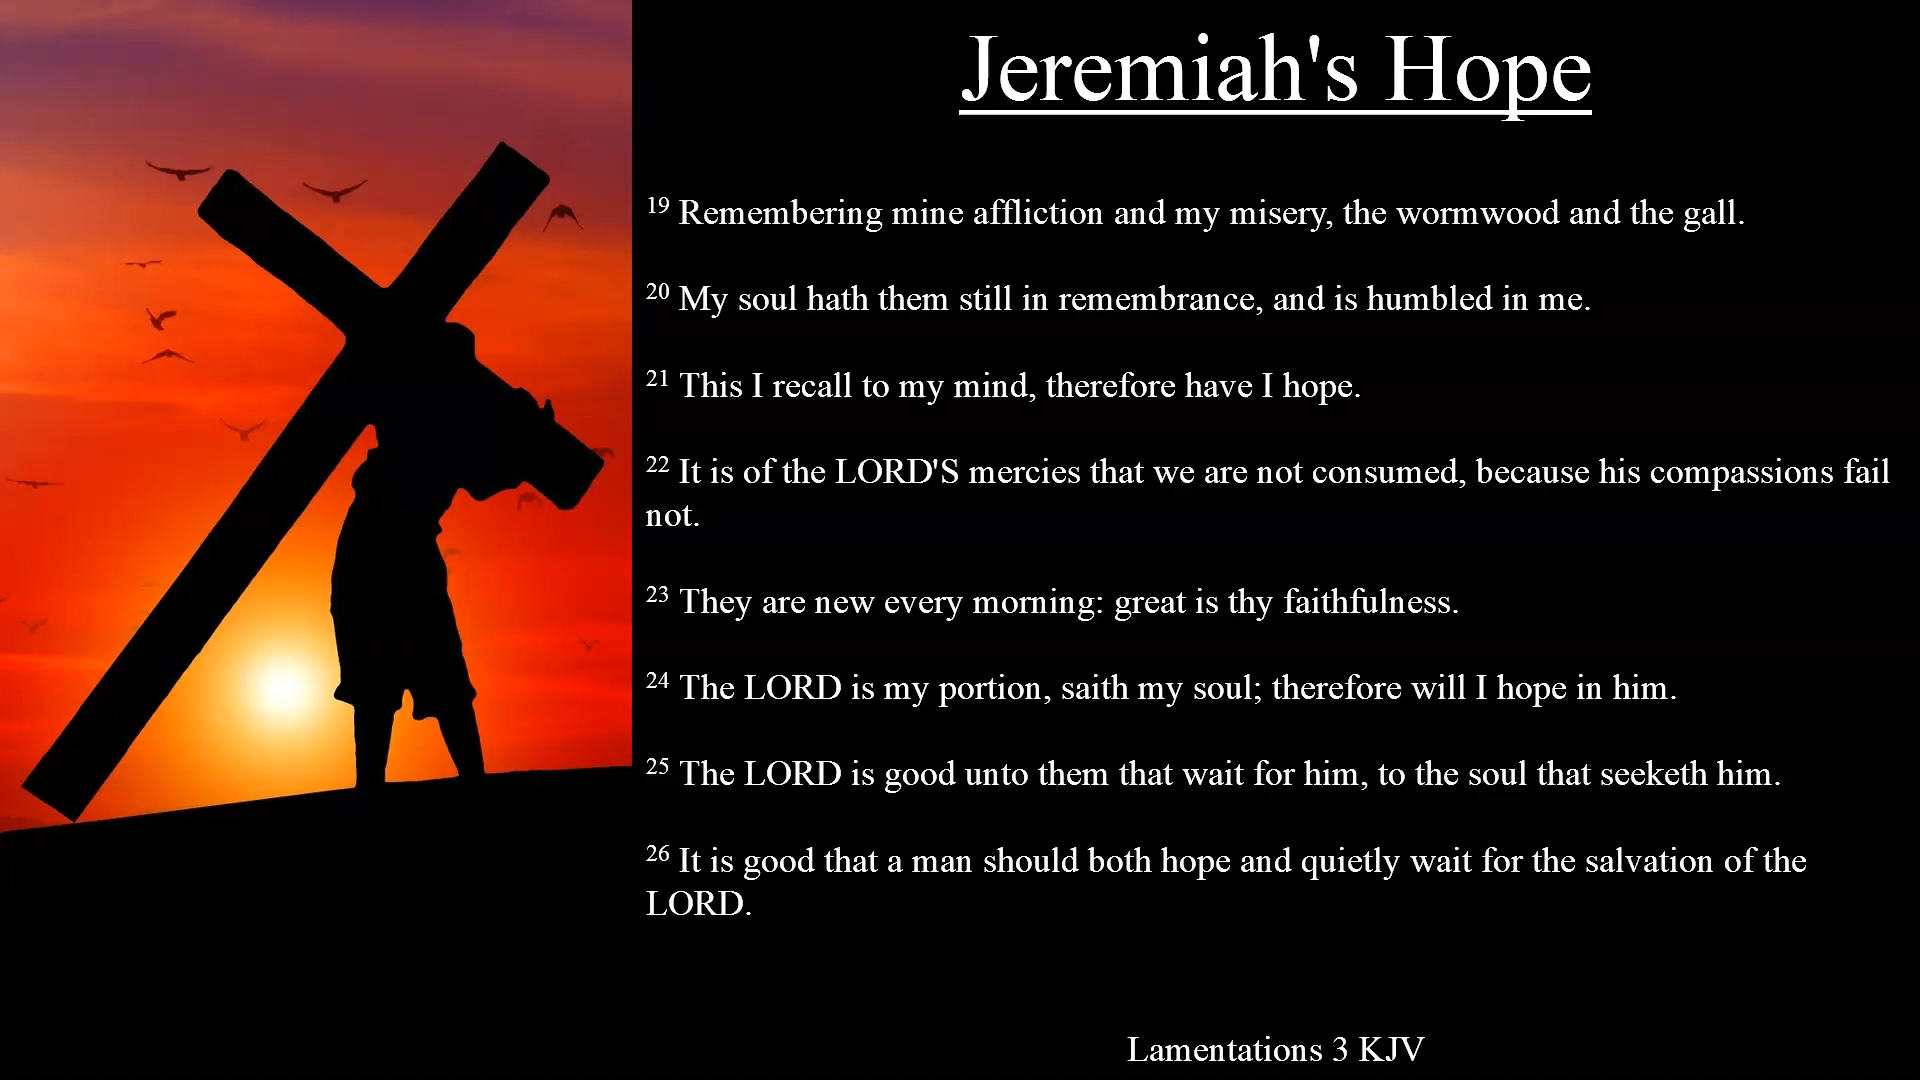 Jeremiah's Hope
19 Remembering mine affliction and my misery, the wormwood and the gall.
20 My soul hath them still in remembrance, and is humbled in me.
21 This I recall to my mind, therefore have I hope.
22 It is of the LORD'S mercies that we are not consumed, because his compassions fail
not.
23 They are new every morning: great is thy faithfulness.
24 The LORD is my portion, saith my soul; therefore will I hope in him.
25 The LORD is good unto them that wait for him, to the soul that seeketh him.
26 It is good that a man should both hope and quietly wait for the salvation of the
LORD.
Lamentations 3 KJV